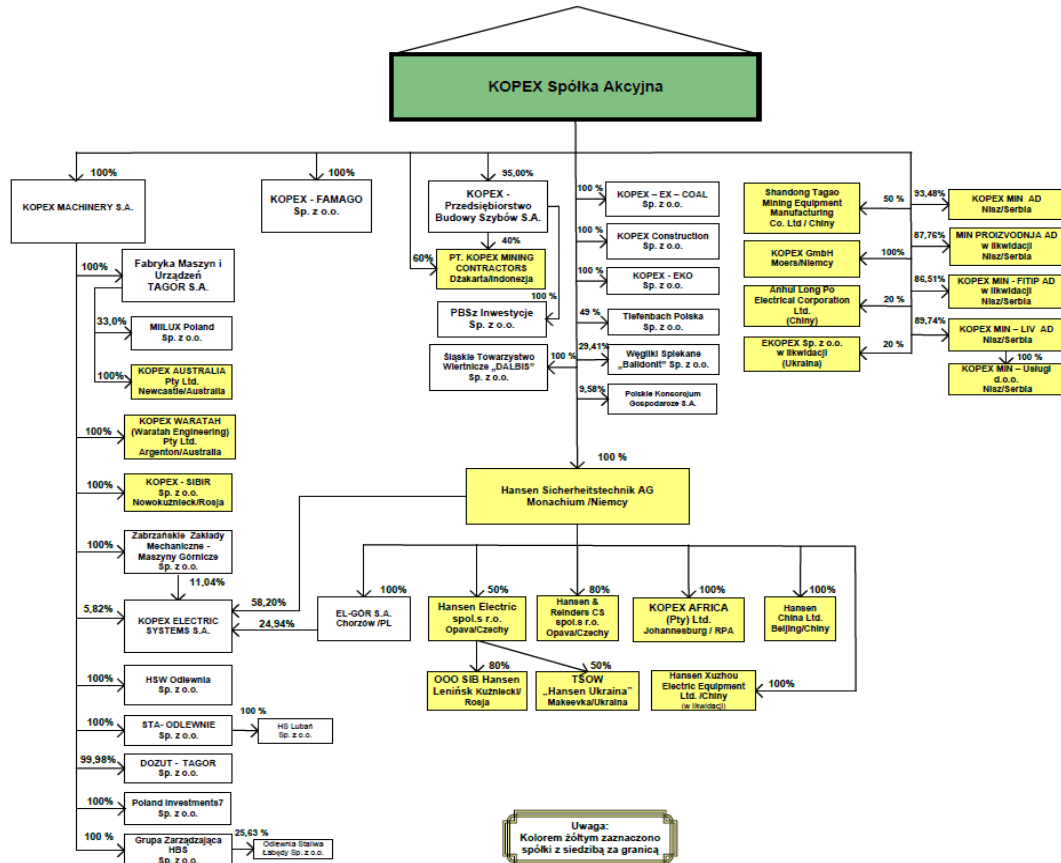 KOPEX Spółka Akcyjna
100%
KOPEX MACHINERY S.A.
100%
KOPEX - FAMAGO
Sp. z o.o.
95,00%
KOPEX -
Przedsiębiorstwo
Budowy Szybów S.A.
40%
60%
PT. KOPEX MINING
CONTRACTORS
Dżakarta/Indonezja
100 %
PBSz Inwestycje
Sp. z o.o.
100 %
Śląskie Towarzystwo
Wiertnicze „DALBIS”
Sp. z o.o.
100 %
KOPEX – EX – COAL
Sp. z o.o.
100 %
KOPEX Construction
Sp. z o.o.
100 %
KOPEX - EKO
Sp. z o.o.
49 %
Tiefenbach Polska
Sp. z o.o.
29,41%
Węgliki Spiekane
„Baildonit” Sp. z o.o.
9,58%
Polskie Konsorcjum
Gospodarcze S.A.
Shandong Tagao
Mining Equipment
Manufacturing
Co. Ltd / Chiny
50 %
KOPEX GmbH
Moers/Niemcy
100%
Anhui Long Po
Electrical Corporation
Ltd.
(Chiny)
20 %
EKOPEX Sp. z o.o.
w likwidacji
(Ukraina)
20 %
93,48%
KOPEX MIN AD
Nisz/Serbia
87,76%
MIN PROIZVODNJA AD
w likwidacji
Nisz/Serbia
86,51%
KOPEX MIN - FITIP AD
w likwidacji
Nisz/Serbia
89,74%
KOPEX MIN – LIV AD
Nisz/Serbia
100 %
KOPEX MIN – Usługi
d.o.o.
Nisz/Serbia
100%
Fabryka Maszyn i
Urządzeń
TAGOR S.A.
33,0%
MIILUX Poland
Sp. z o.o.
100%
KOPEX AUSTRALIA
Pty Ltd.
Newcastle/Australia
100%
KOPEX WARATAH
(Waratah Engineering)
Pty Ltd.
Argenton/Australia
100%
KOPEX - SIBIR
Sp. z o.o.
Nowokuźnieck/Rosja
100%
Zabrzańskie Zakłady
Mechaniczne -
Maszyny Górnicze
Sp. z o.o.
11,04%
5,82%
KOPEX ELECTRIC
SYSTEMS S.A.
58,20%
24,94%
100%
HSW Odlewnia
Sp. z o.o.
100%
STA- ODLEWNIE
Sp. z o.o.
100 %
HS Lubań
Sp. z o.o.
99,98%
DOZUT - TAGOR
Sp. z o.o.
100%
Poland Investments7
Sp. z o.o.
100 %
Grupa Zarządzająca
HBS
Sp. z o.o.
25,63 %
Odlewnia Staliwa
Łabędy Sp. z o.o.
100 %
Hansen Sicherheitstechnik AG
Monachium /Niemcy
100%
EL-GÓR S.A.
Chorzów /PL
50%
Hansen Electric
spol.s r.o.
Opava/Czechy
80%
Hansen &
Reinders CS
spol.s r.o.
Opava/Czechy
100%
KOPEX AFRICA
(Pty) Ltd.
Johannesburg / RPA
100%
Hansen
China Ltd.
Beijing/Chiny
80%
OOO SIB Hansen
Leninsk Kuźniecki/
Rosja
50%
TSOW
„Hansen Ukraina”
Makeevka/Ukraina
100%
Hansen Xuzhou
Electric Equipment
Ltd. /Chiny
(w likwidacji)
Uwaga:
Kolorem żółtym zaznaczono
spółki z siedzibą za granicą